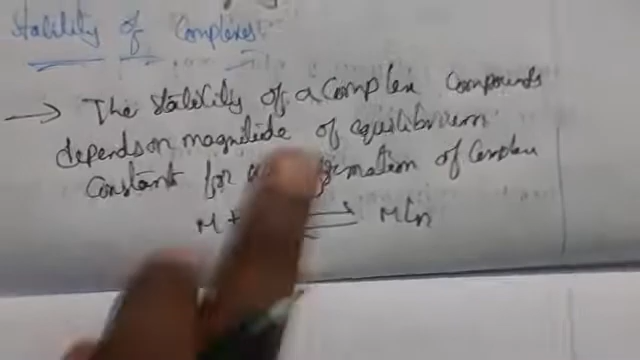 Stability of Complexes
→ The stability of a complex compounds
depends on magnitude of equilibrium
Constant for formation of Complex
M + ⇌ MLn